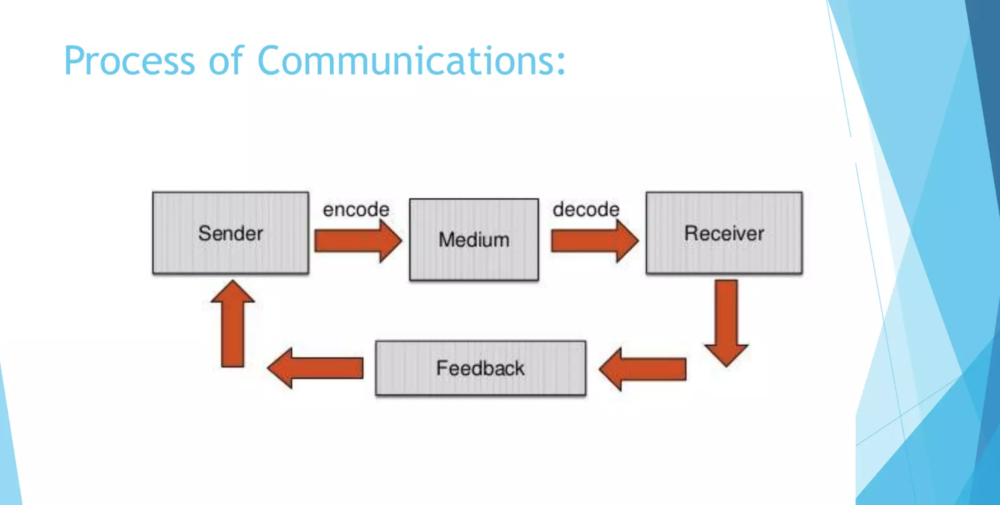 Process of Communications:
encode
decode
Sender
Medium
Receiver
Feedback